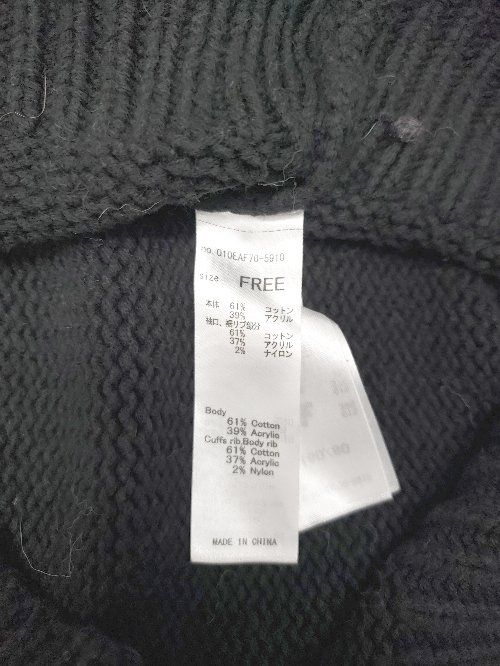 no. 010EAF70-5910
size FREE
本体 61% コットン
39% アクリル
袖口、裾リブ部分
61% コットン
37% アクリル
2% ナイロン
Body
61% Cotton
39% Acrylic
Cuffs rib,Body rib
61% Cotton
37% Acrylic
2% Nylon
MADE IN CHINA